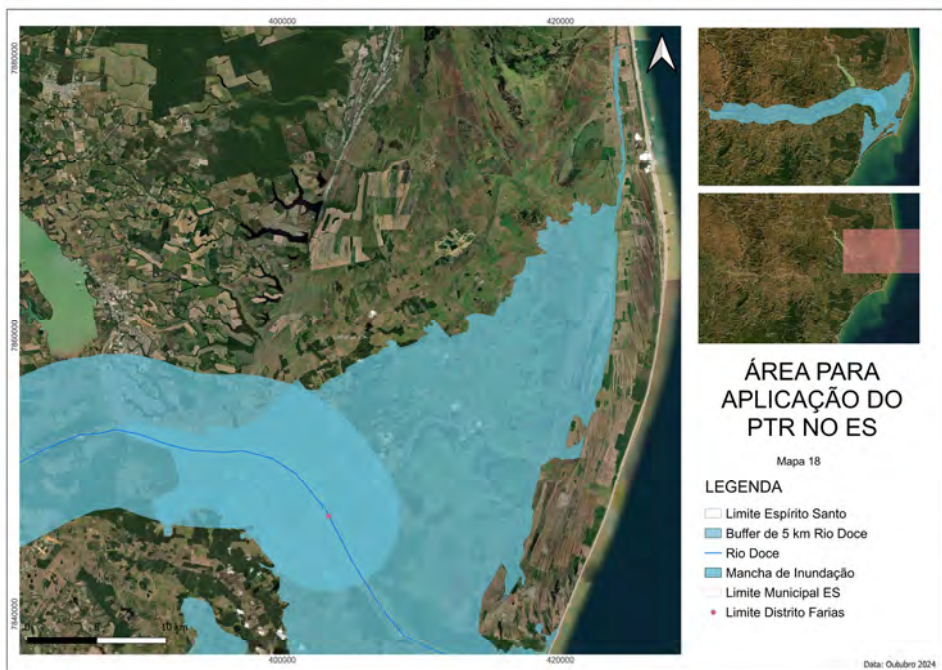 400000
420000
7880000
7860000
7840000
10 km
400000
420000
ÁREA PARA
APLICAÇÃO DO
PTR NO ES
Mapa 18
LEGENDA
Limite Espírito Santo
Buffer de 5 km Rio Doce
Rio Doce
Mancha de Inundação
Limite Municipal ES
Limite Distrito Farias
Data: Outubro 2024